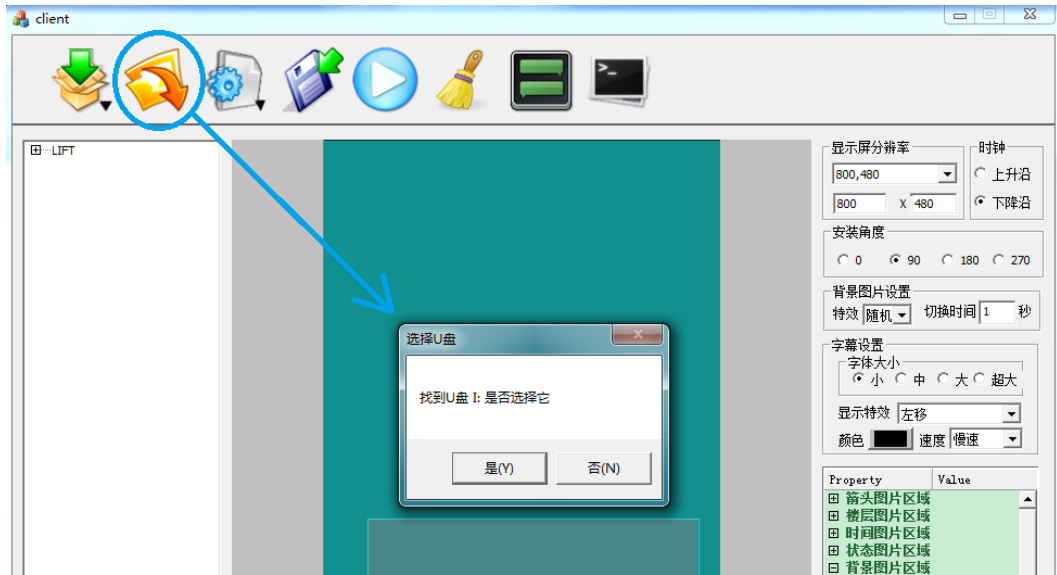 client
LIFT
显示屏分辨率
800,480
800 X 480
时钟
上升沿
下降沿
安装角度
0 90 180 270
背景图片设置
特效 随机 切换时间 1 秒
字幕设置
字体大小
小 中 大 超大
显示特效 左移
颜色 速度 慢速
选择U盘
找到U盘 I: 是否选择它
是(Y) 否(N)
Property Value
箭头图片区域
楼层图片区域
时间图片区域
状态图片区域
背景图片区域